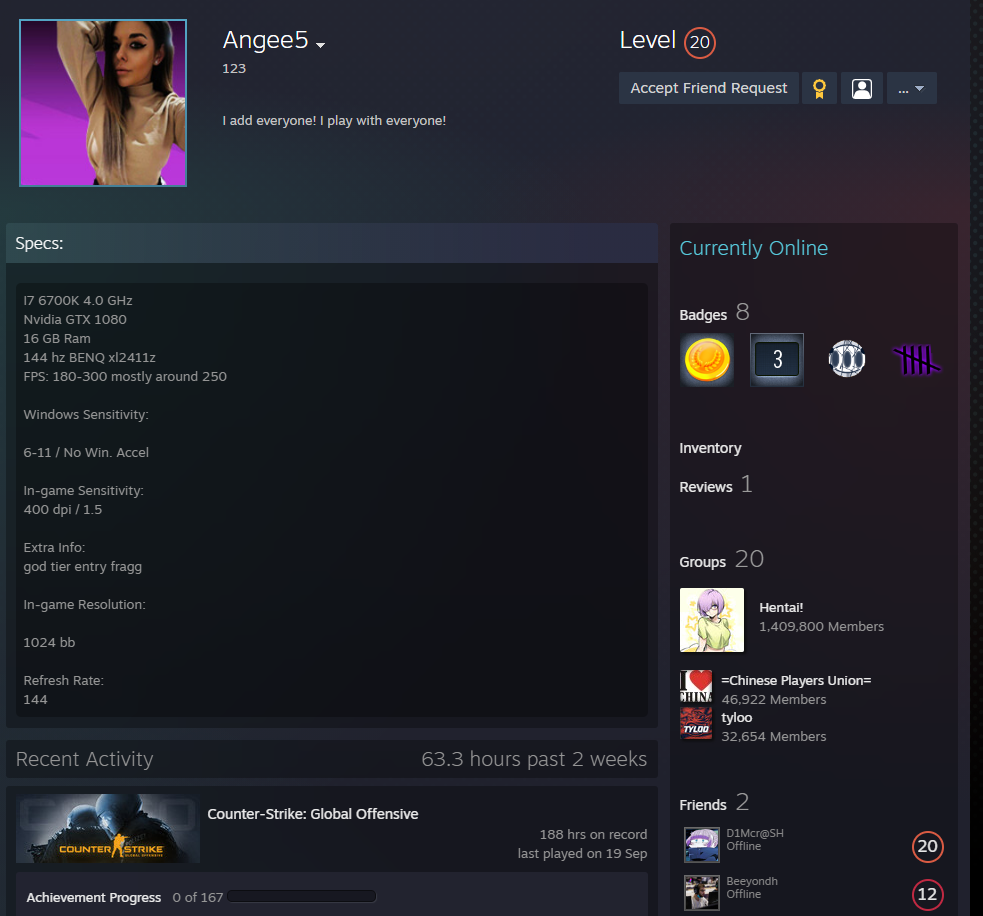 Angee5
123
I add everyone! I play with everyone!
Level 20
Accept Friend Request
...
Specs:
I7 6700K 4.0 GHz
Nvidia GTX 1080
16 GB Ram
144 hz BENQ xl2411z
FPS: 180-300 mostly around 250
Windows Sensitivity:
6-11 / No Win. Accel
In-game Sensitivity:
400 dpi / 1.5
Extra Info:
god tier entry fragg
In-game Resolution:
1024 bb
Refresh Rate:
144
Recent Activity 63.3 hours past 2 weeks
COUNTER STRIKE
GLOBAL OFFENSIVE
Counter-Strike: Global Offensive
188 hrs on record
last played on 19 Sep
Achievement Progress 0 of 167
Currently Online
Badges 8
3
Inventory
Reviews 1
Groups 20
Hentai!
1,409,800 Members
I
CHINA
=Chinese Players Union=
46,922 Members
TYLOO
tyloo
32,654 Members
Friends 2
D1Mcr@SH
Offline
20
Beeyondh
Offline
12